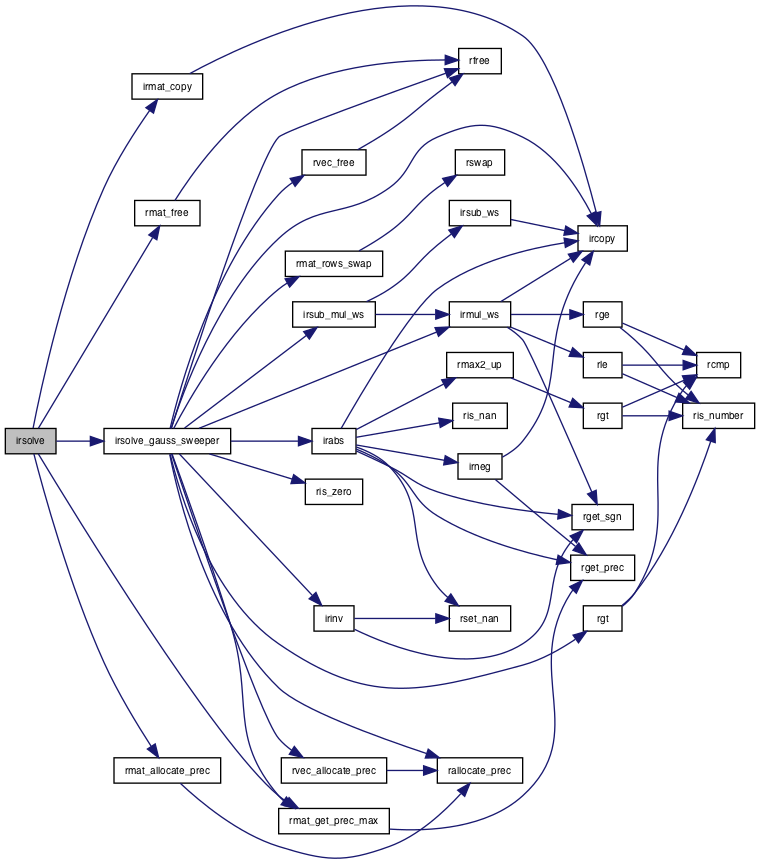 rfree
irmat_copy
rvec_free
rswap
rmat_free
irsub_ws
ircopy
rmat_rows_swap
irsub_mul_ws
irmul_ws
rge
rmax2_up
rle
rcmp
ris_nan
rgt
ris_number
irsolve
irsolve_gauss_sweeper
irabs
irneg
ris_zero
rget_sgn
rget_prec
irinv
rset_nan
rgt
rmat_allocate_prec
rvec_allocate_prec
rallocate_prec
rmat_get_prec_max